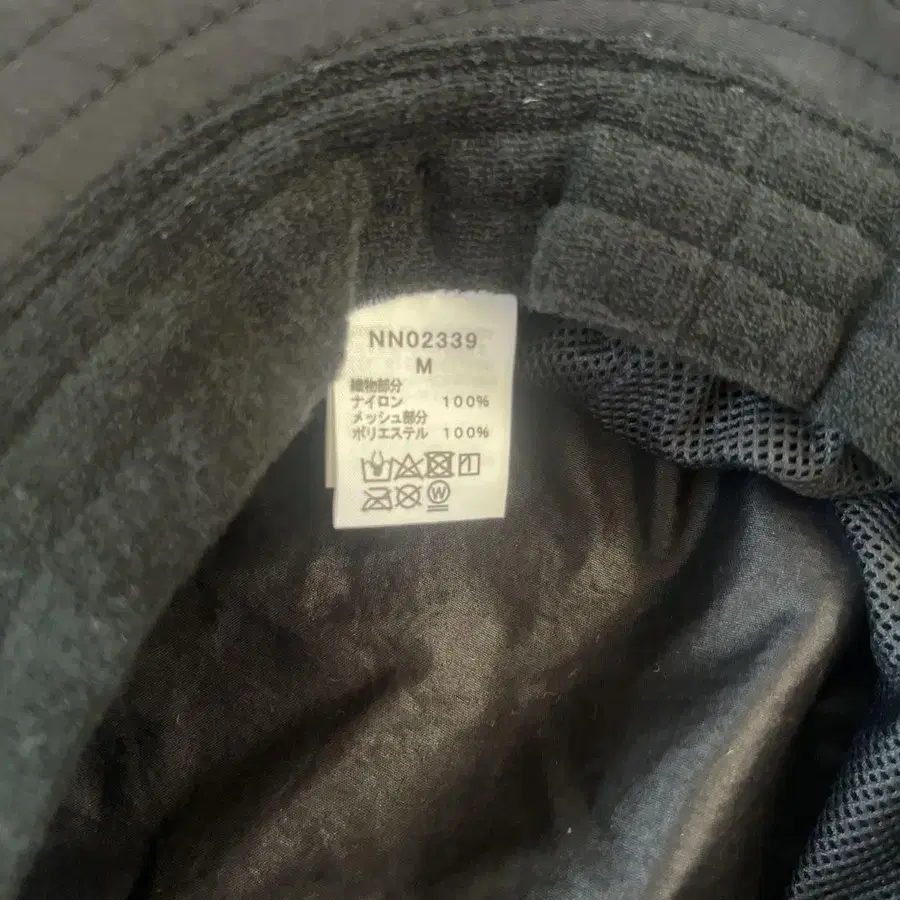 NN02339
M
織物部分
ナイロン 100%
メッシュ部分
ポリエステル 100%
W